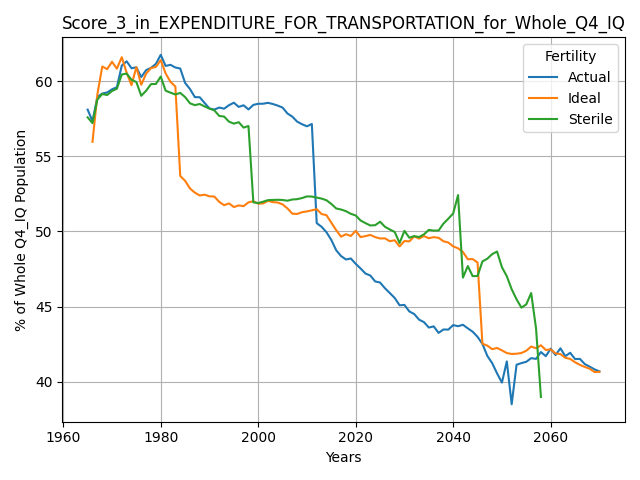 Score_3_in_EXPENDITURE_FOR_TRANSPORTATION_for_Whole_Q4_IQ
Fertility
Actual
Ideal
Sterile
% of Whole Q4_IQ Population
60
55
50
45
40
1960
1980
2000
2020
2040
2060
Years